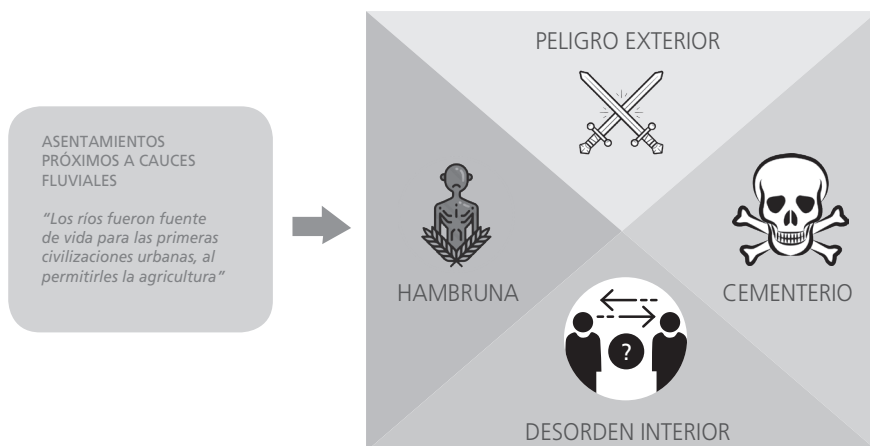 ASENTAMIENTOS
PRÓXIMOS A CAUCES
FLUVIALES
“Los ríos fueron fuente
de vida para las primeras
civilizaciones urbanas, al
permitirles la agricultura”
PELIGRO EXTERIOR
HAMBRUNA
CEMENTERIO
?
DESORDEN INTERIOR